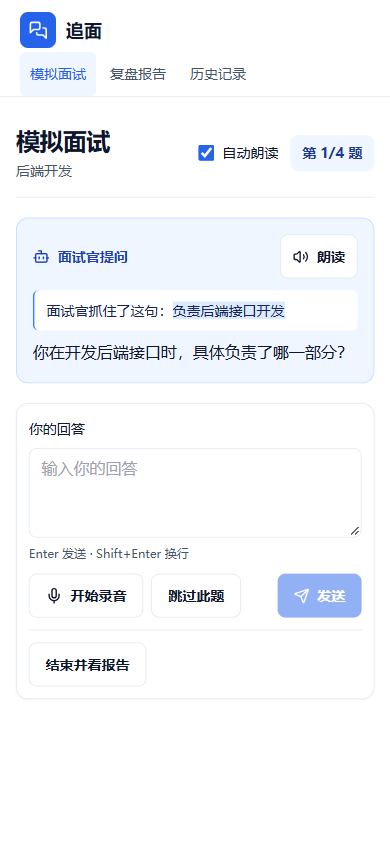 追面
模拟面试 复盘报告 历史记录
模拟面试
后端开发
自动朗读
第 1/4 题
面试官提问
朗读
面试官抓住了这句：负责后端接口开发
你在开发后端接口时，具体负责了哪一部分？
你的回答
输入你的回答
Enter 发送 · Shift+Enter 换行
开始录音 跳过此题 发送
结束并看报告